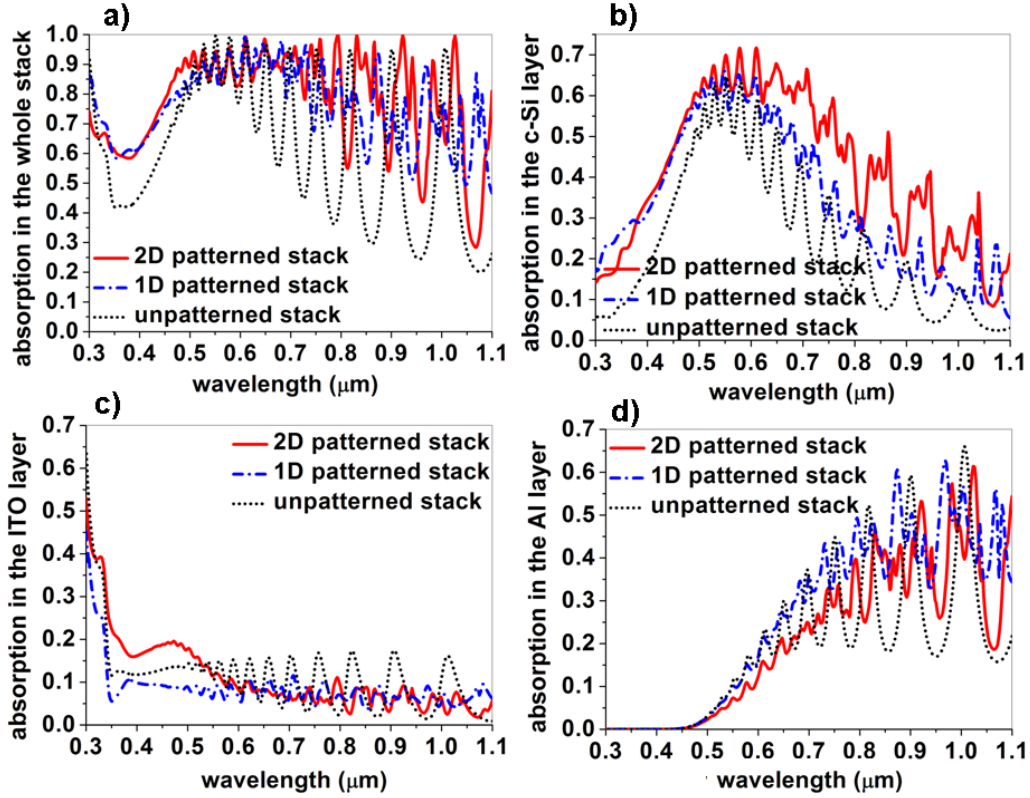 a)
absorption in the whole stack
1.0
0.9
0.8
0.7
0.6
0.5
0.4
0.3
0.2
0.1
0.0
2D patterned stack
1D patterned stack
unpatterned stack
0.3 0.4 0.5 0.6 0.7 0.8 0.9 1.0 1.1
wavelength (μm)
b)
absorption in the c-Si layer
0.7
0.6
0.5
0.4
0.3
0.2
0.1
0.0
2D patterned stack
1D patterned stack
unpatterned stack
0.3 0.4 0.5 0.6 0.7 0.8 0.9 1.0 1.1
wavelength (μm)
c)
absorption in the ITO layer
0.7
0.6
0.5
0.4
0.3
0.2
0.1
0.0
2D patterned stack
1D patterned stack
unpatterned stack
0.3 0.4 0.5 0.6 0.7 0.8 0.9 1.0 1.1
wavelength (μm)
d)
absorption in the Al layer
0.7
0.6
0.5
0.4
0.3
0.2
0.1
0.0
2D patterned stack
1D patterned stack
unpatterned stack
0.3 0.4 0.5 0.6 0.7 0.8 0.9 1.0 1.1
wavelength (μm)